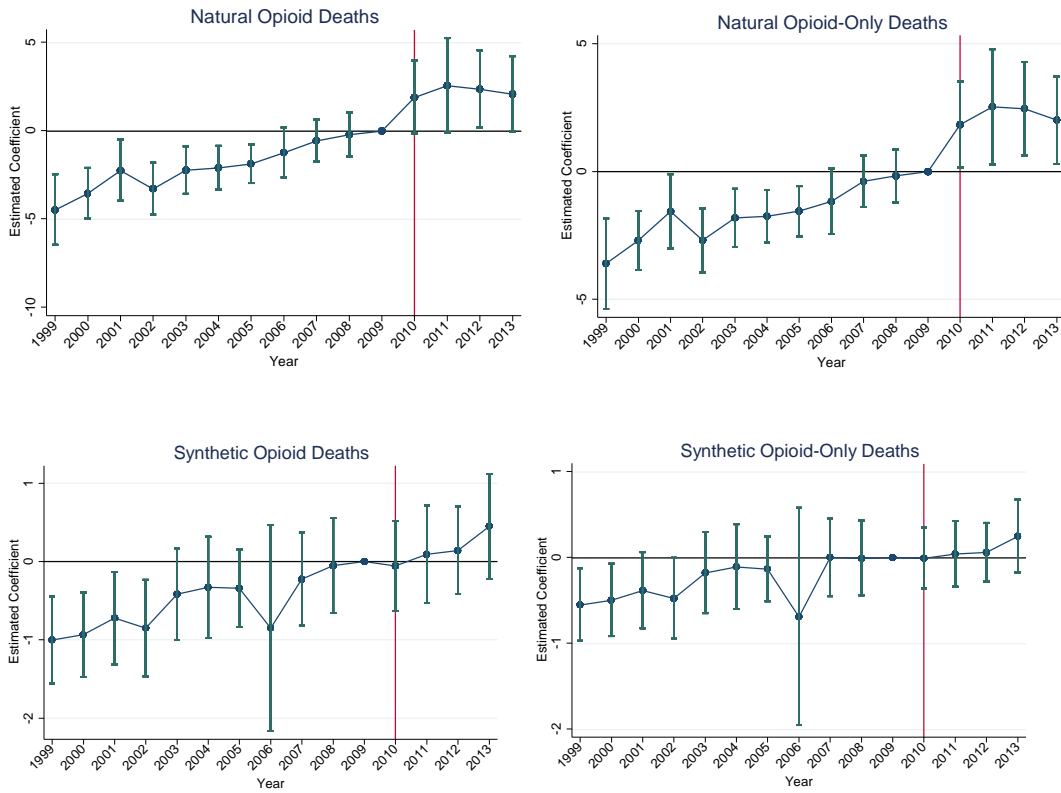 Natural Opioid Deaths
Estimated Coefficient
5
0
-5
-10
1999 2000 2001 2002 2003 2004 2005 2006 2007 2008 2009 2010 2011 2012 2013
Year
Natural Opioid-Only Deaths
Estimated Coefficient
5
0
-5
1999 2000 2001 2002 2003 2004 2005 2006 2007 2008 2009 2010 2011 2012 2013
Year
Synthetic Opioid Deaths
Estimated Coefficient
1
0
-1
-2
1999 2000 2001 2002 2003 2004 2005 2006 2007 2008 2009 2010 2011 2012 2013
Year
Synthetic Opioid-Only Deaths
Estimated Coefficient
1
0
-1
-2
1999 2000 2001 2002 2003 2004 2005 2006 2007 2008 2009 2010 2011 2012 2013
Year